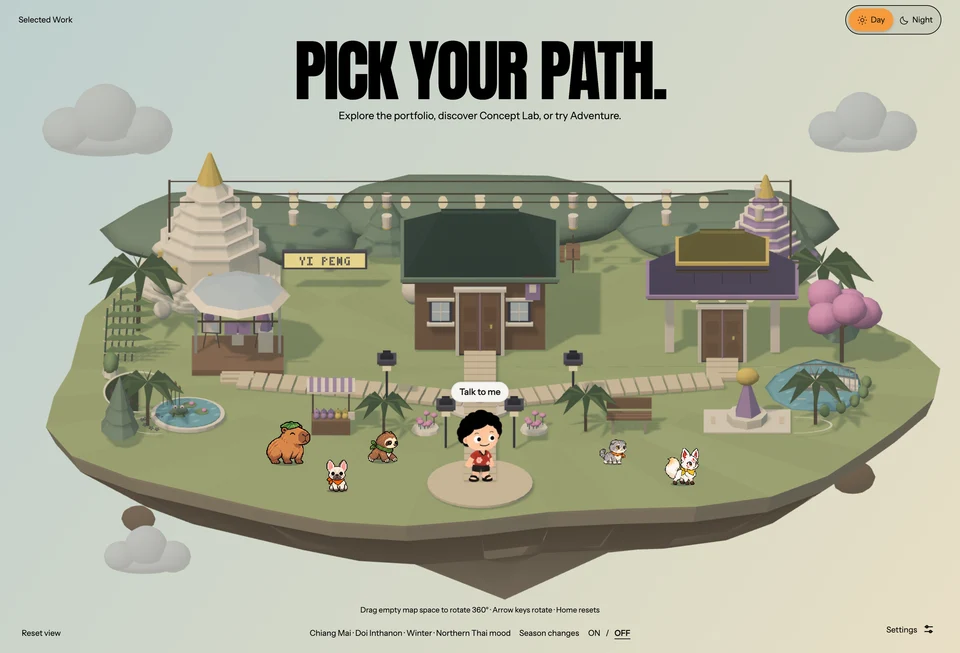 Selected Work
Day
Night
PICK YOUR PATH.
Explore the portfolio, discover Concept Lab, or try Adventure.
YI PENG
Talk to me
Drag empty map space to rotate 360° · Arrow keys rotate · Home resets
Reset view
Chiang Mai · Doi Inthanon · Winter · Northern Thai mood
Season changes ON / OFF
Settings